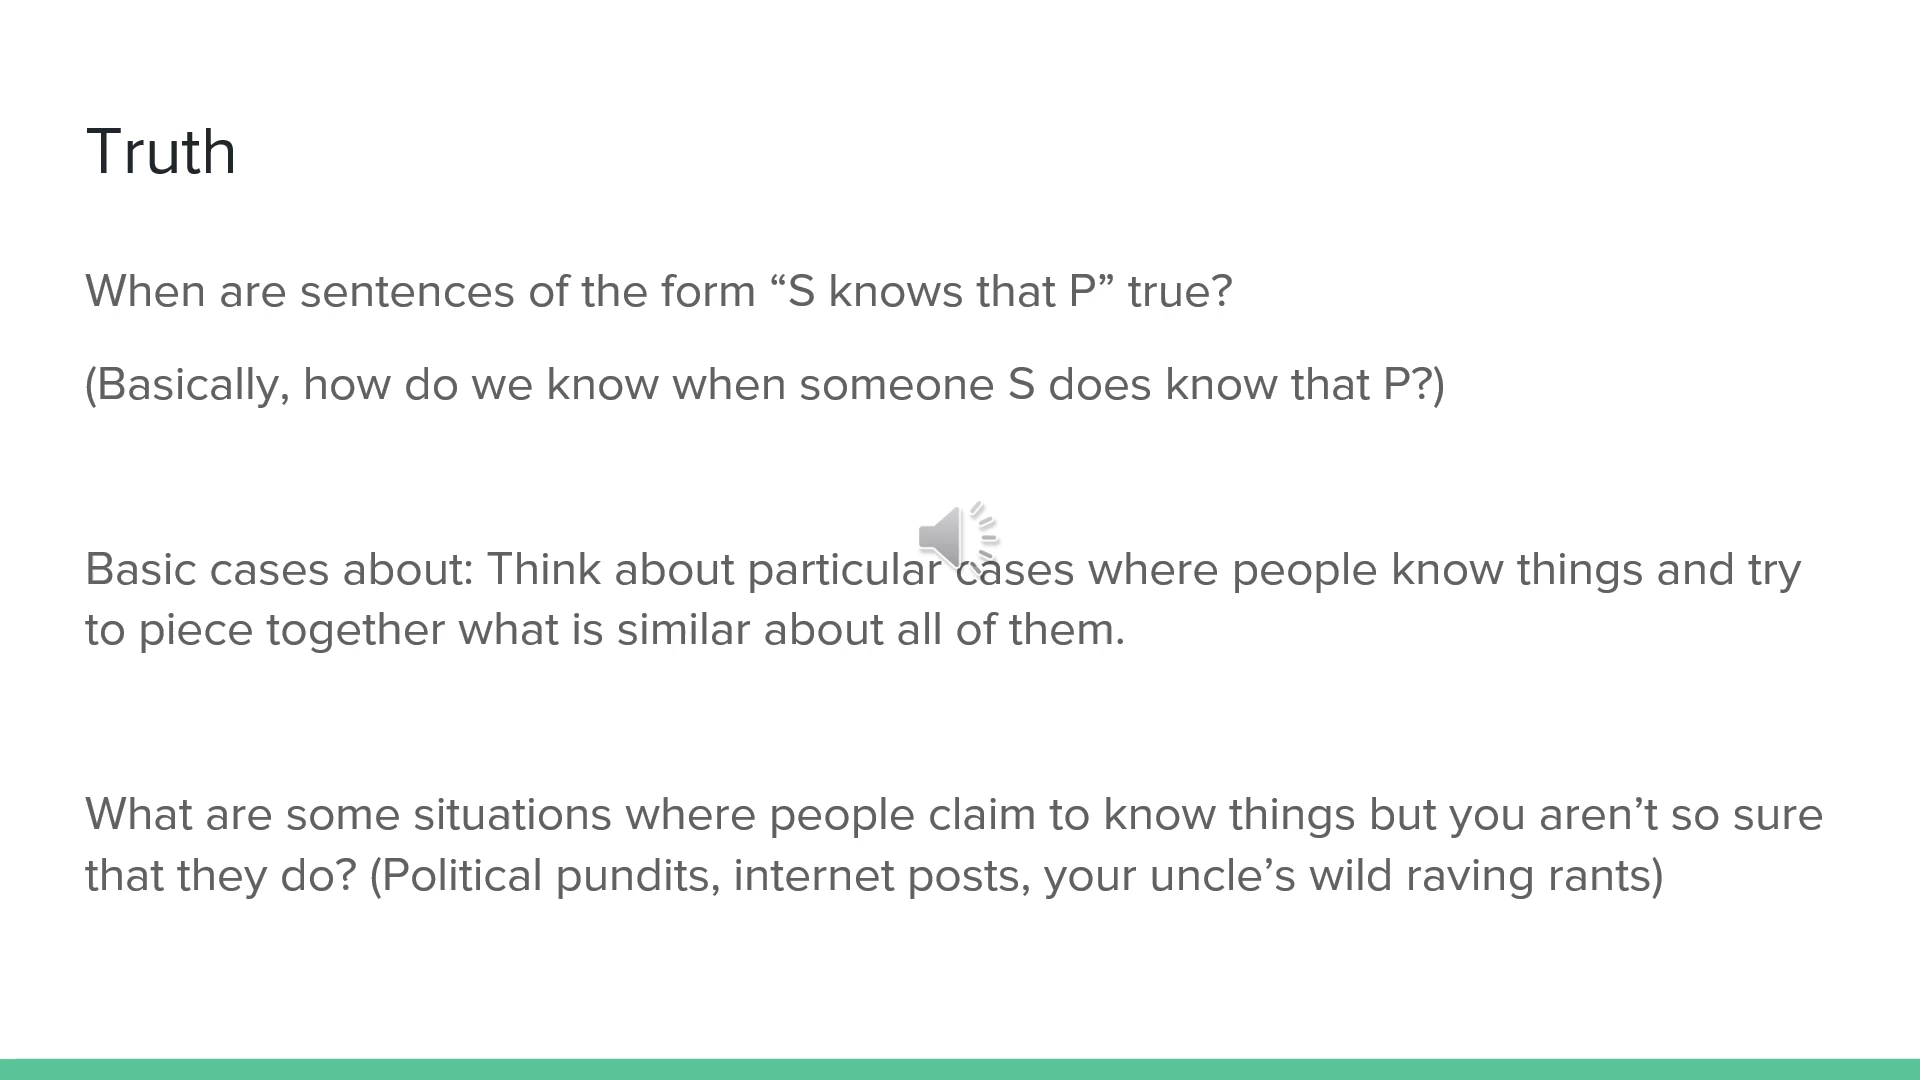 Truth
When are sentences of the form “S knows that P” true?
(Basically, how do we know when someone S does know that P?)
Basic cases about: Think about particular cases where people know things and try
to piece together what is similar about all of them.
What are some situations where people claim to know things but you aren’t so sure
that they do? (Political pundits, internet posts, your uncle’s wild raving rants)